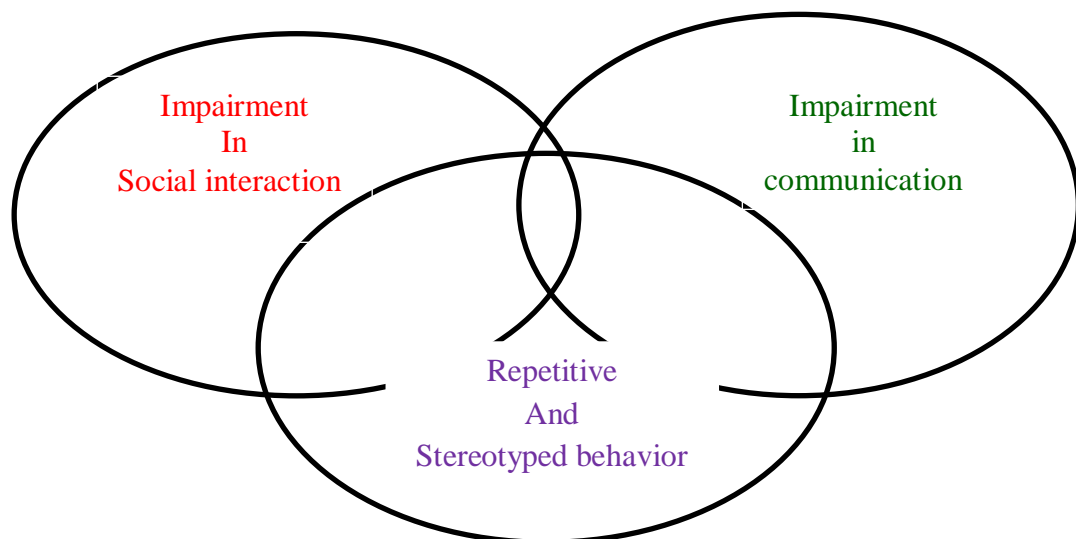 Impairment
In
Social interaction
Impairment
in
communication
Repetitive
And
Stereotyped behavior